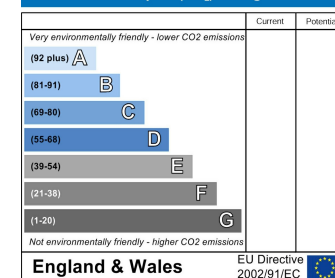 Current Potential
Very environmentally friendly - lower CO2 emissions
(92 plus) A
(81-91) B
(69-80) C
(55-68) D
(39-54) E
(21-38) F
(1-20) G
Not environmentally friendly - higher CO2 emissions
England & Wales
EU Directive
2002/91/EC